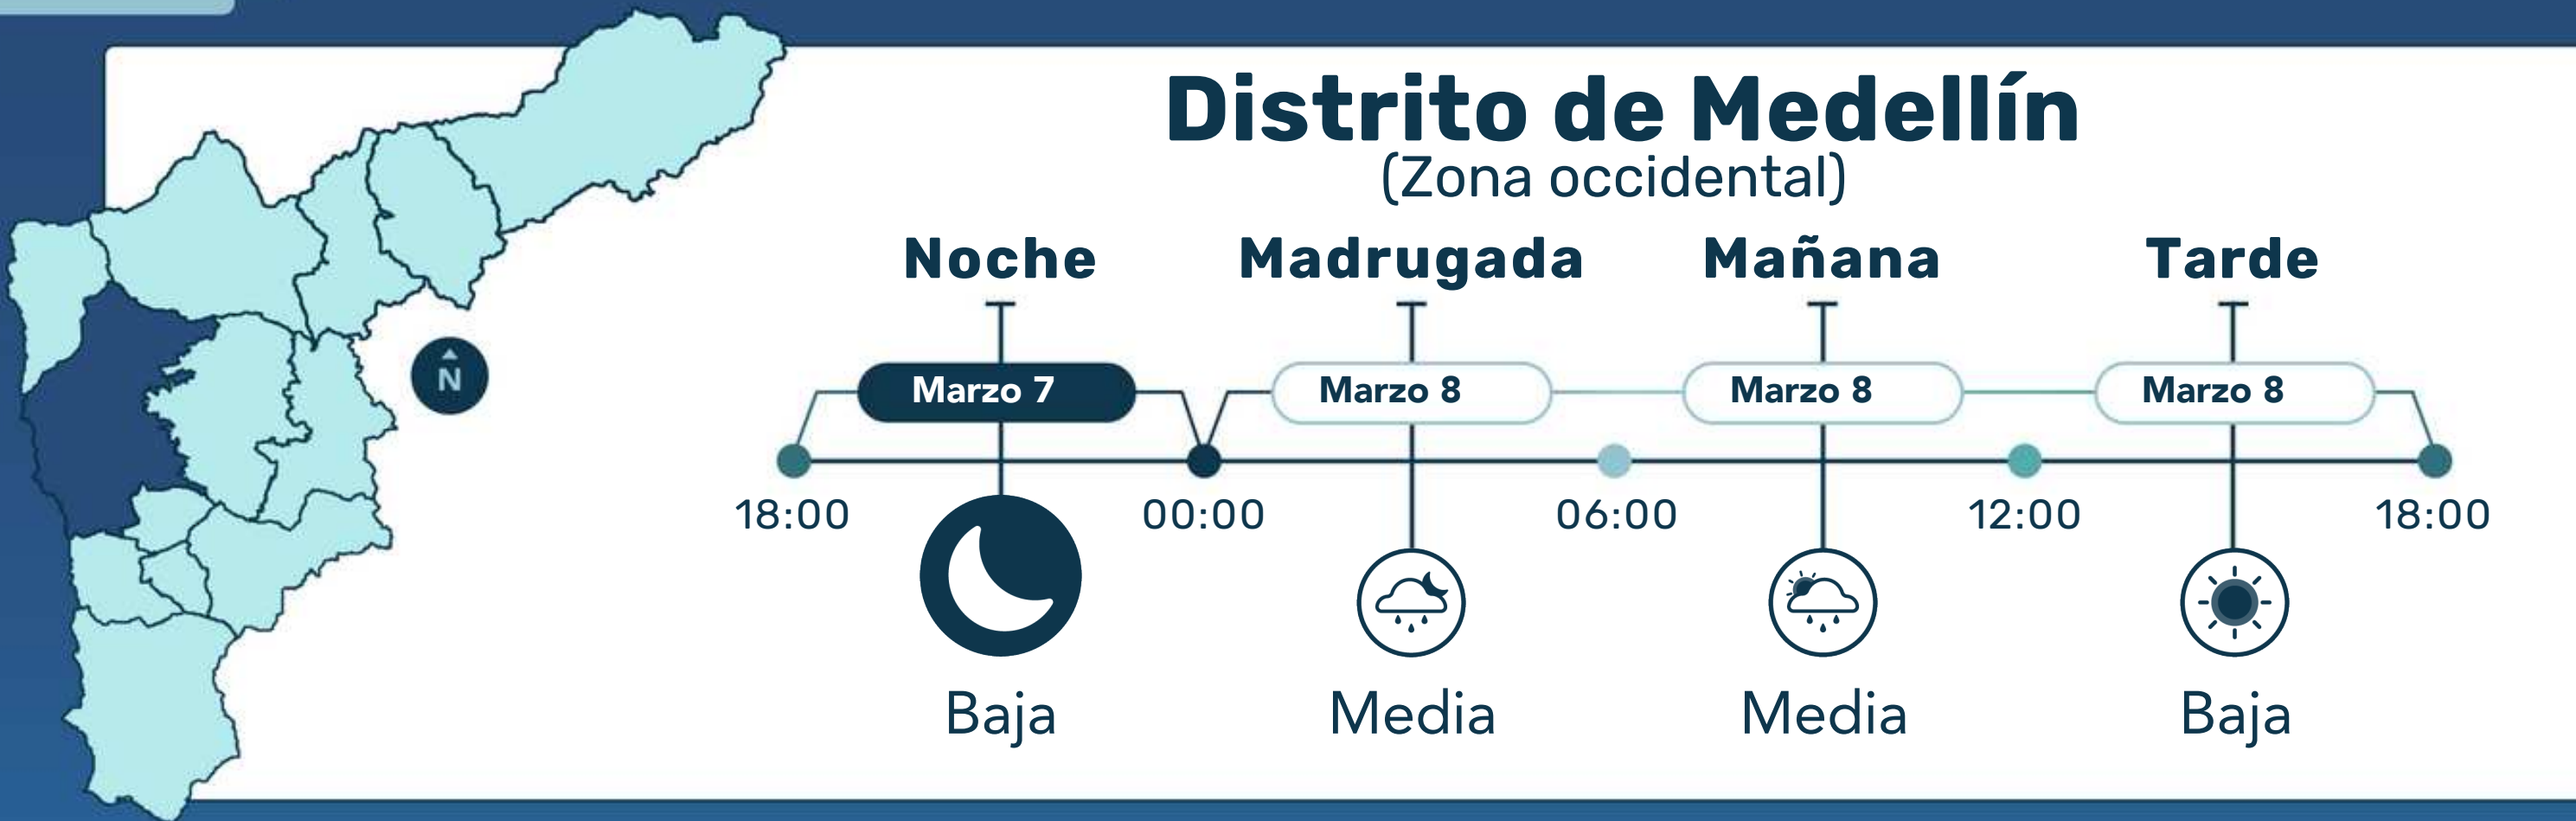 Distrito de Medellín
(Zona occidental)
Noche Madrugada Mañana Tarde
Marzo 7 Marzo 8 Marzo 8 Marzo 8
N
18:00 00:00 06:00 12:00 18:00
Baja Media Media Baja